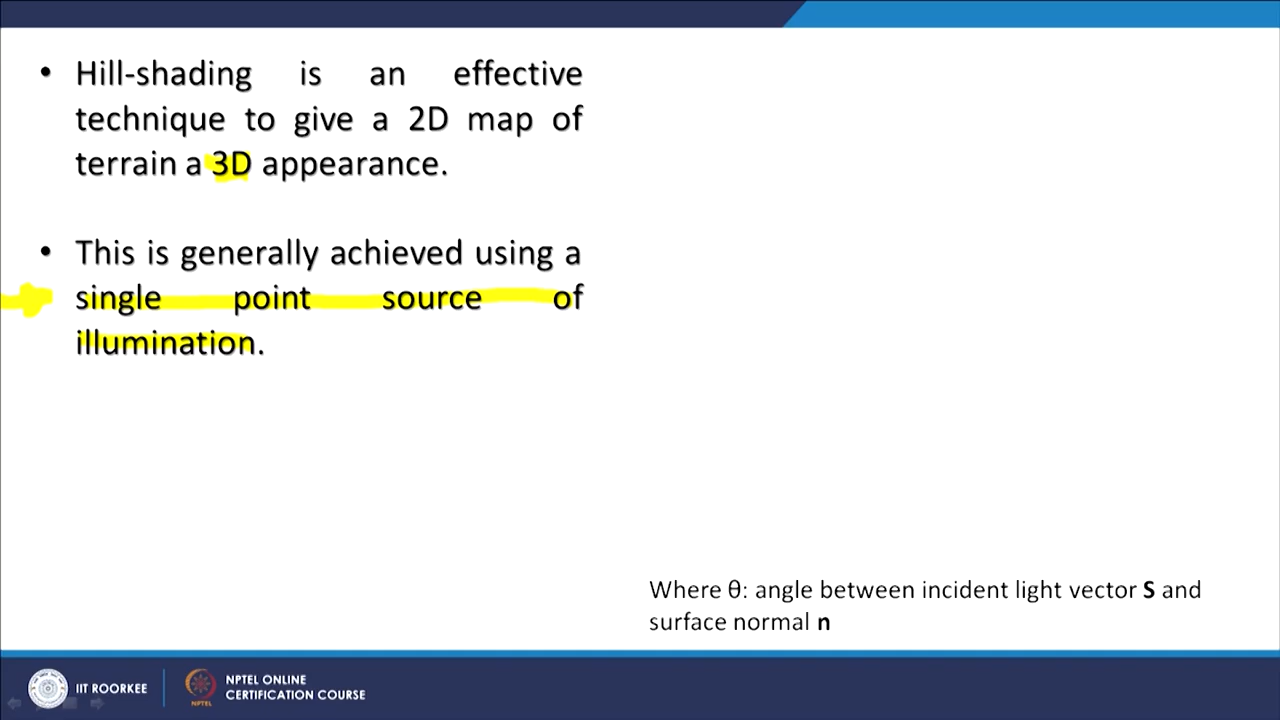 • Hill-shading is an effective
technique to give a 2D map of
terrain a 3D appearance.
• This is generally achieved using a
single point source of
illumination.
Where θ: angle between incident light vector S and
surface normal n
IIT ROORKEE
NPTEL ONLINE
CERTIFICATION COURSE
NPTEL